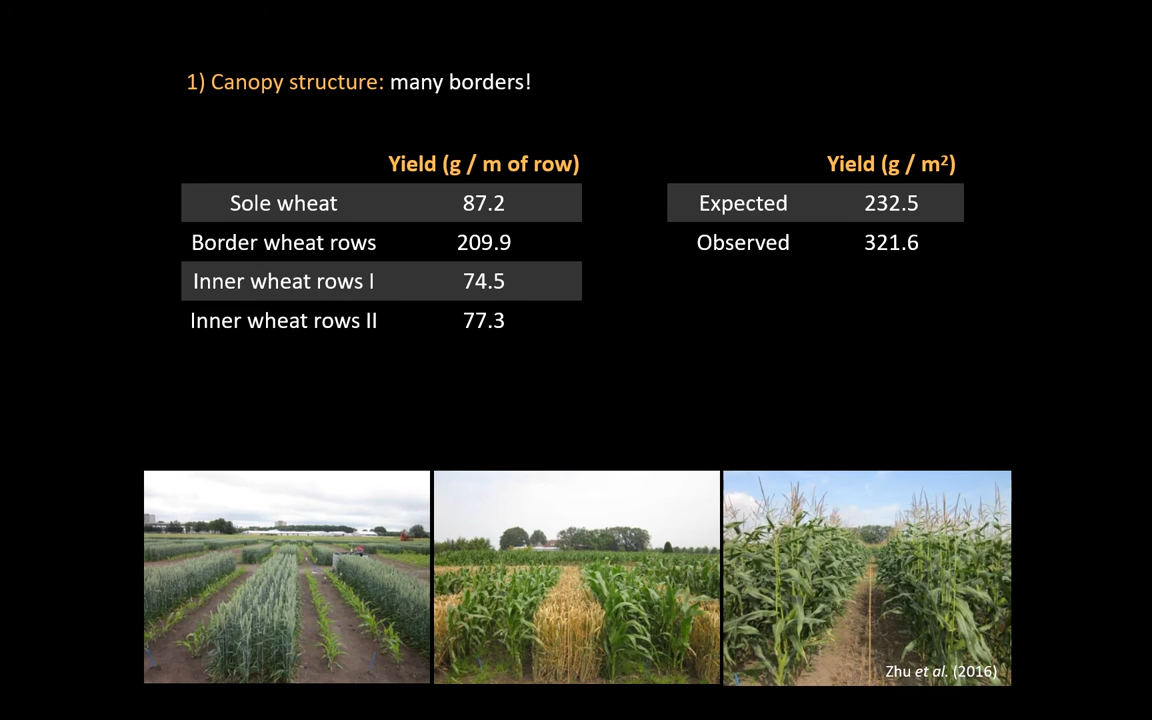 1) Canopy structure: many borders!
Yield (g / m of row)
Sole wheat 87.2
Border wheat rows 209.9
Inner wheat rows I 74.5
Inner wheat rows II 77.3
Yield (g / m²)
Expected 232.5
Observed 321.6
Zhu et al. (2016)